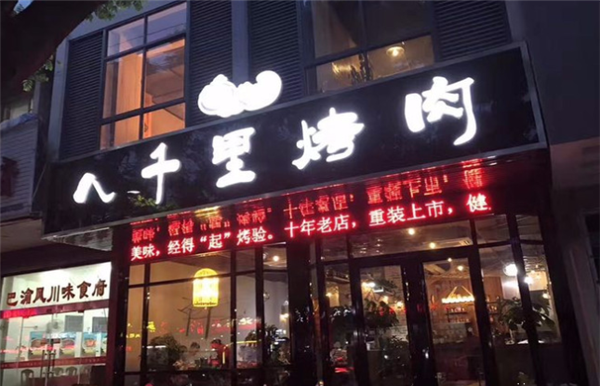 八千里烤肉
美味，经得“起”烤验。十年老店，重装上市，健
巴渝风川味食府